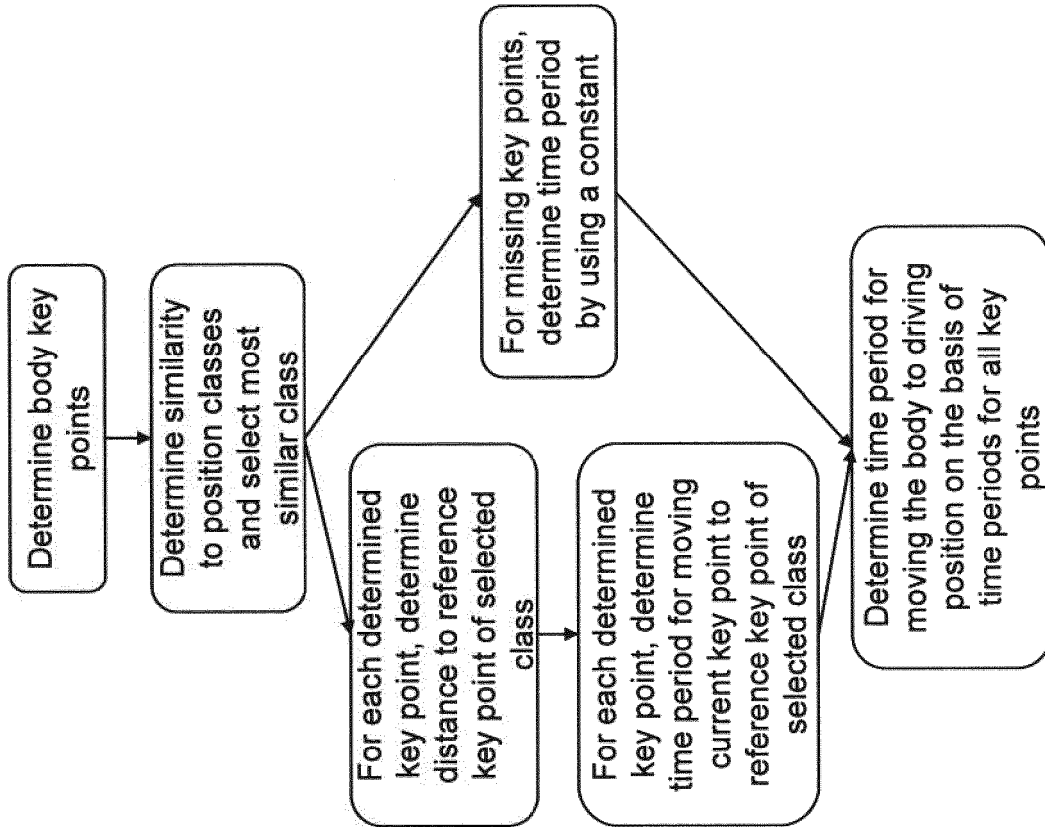 Determine body key
points
Determine similarity
to position classes
and select most
similar class
For each determined
key point, determine
distance to reference
key point of selected
class
For each determined
key point, determine
time period for moving
current key point to
reference key point of
selected class
For missing key points,
determine time period
by using a constant
Determine time period for
moving the body to driving
position on the basis of
time periods for all key
points